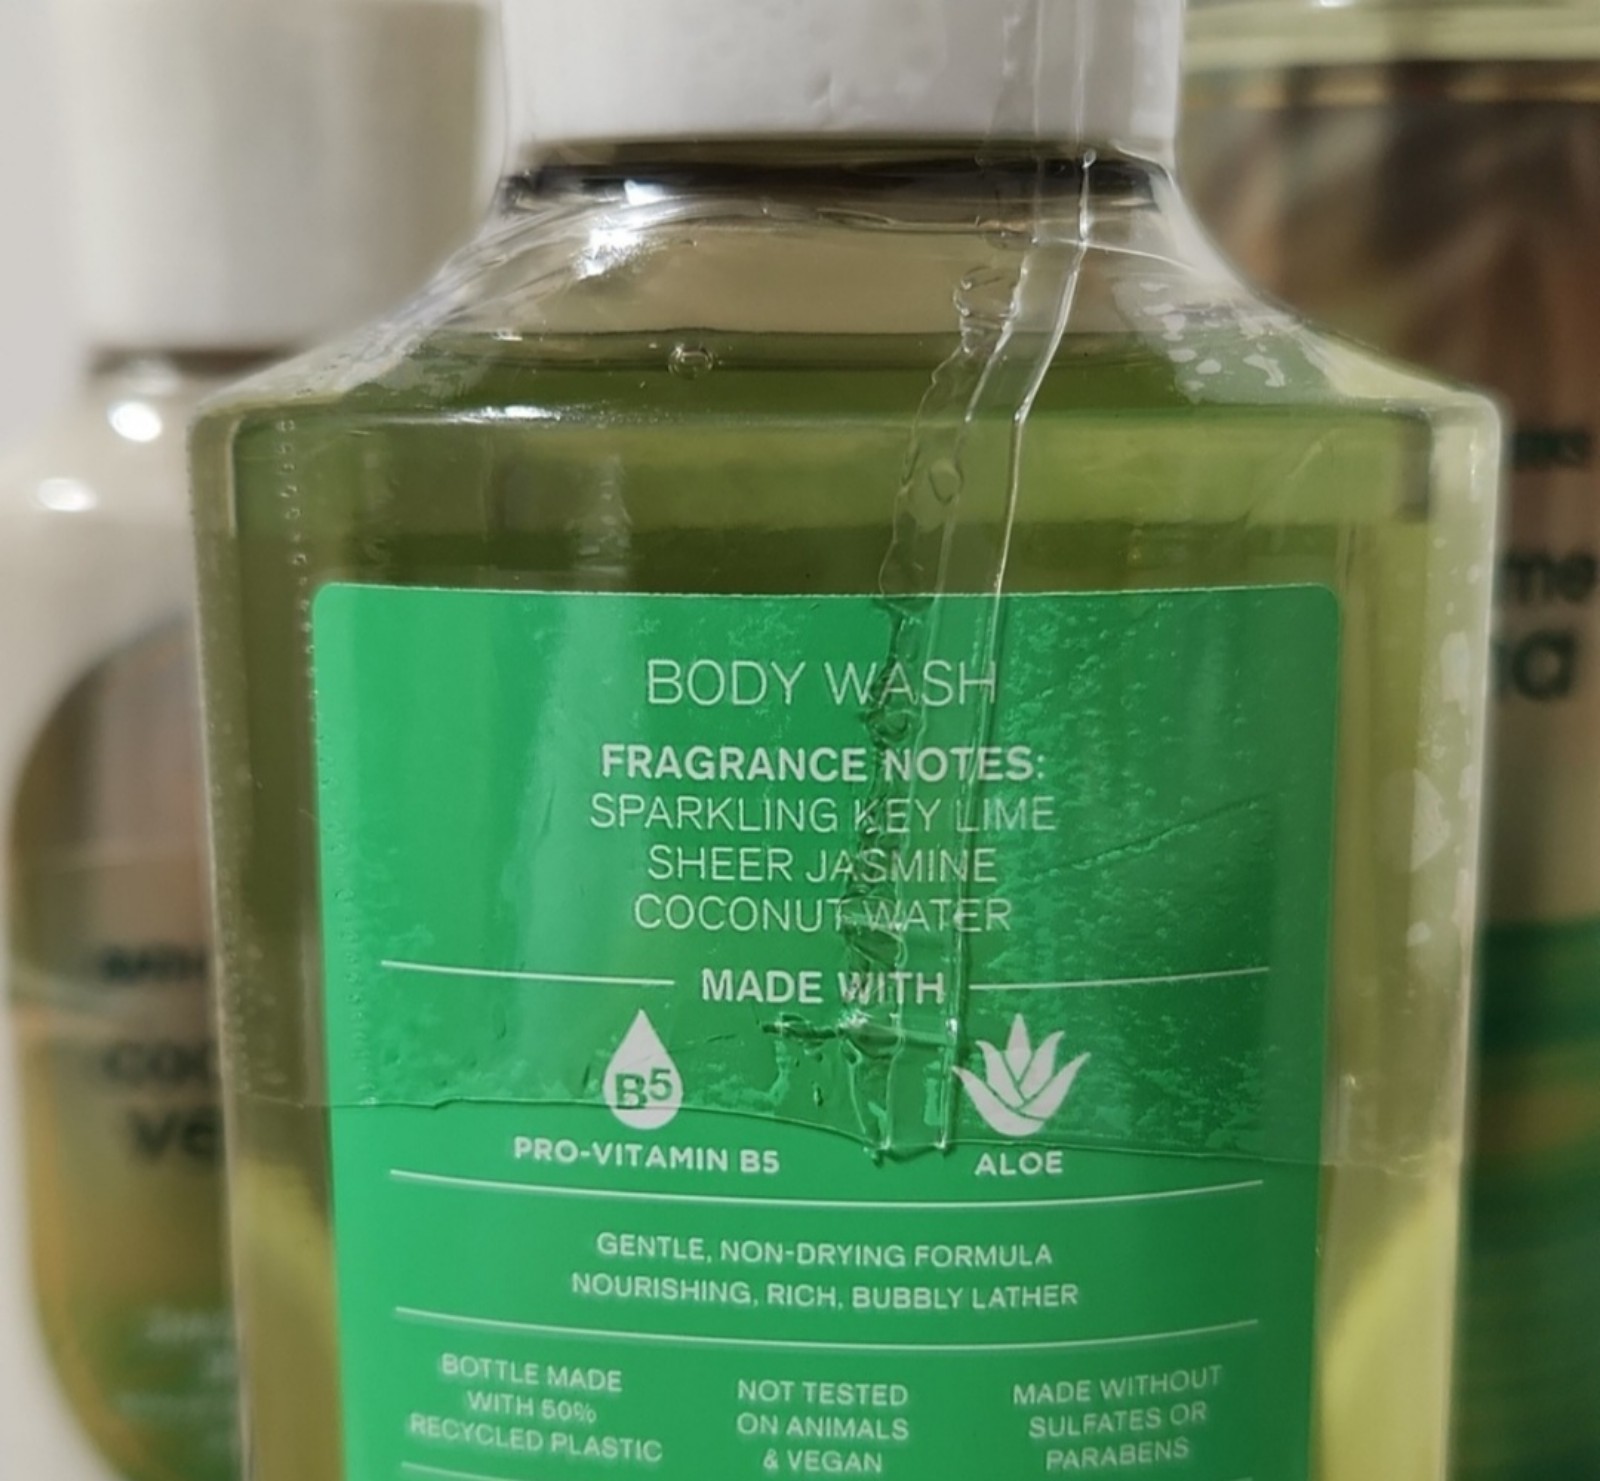 BODY WASH
FRAGRANCE NOTES:
SPARKLING KEY LIME
SHEER JASMINE
COCONUT WATER
MADE WITH
B5
PRO-VITAMIN B5
ALOE
GENTLE, NON-DRYING FORMULA
NOURISHING, RICH, BUBBLY LATHER
BOTTLE MADE
WITH 50%
RECYCLED PLASTIC
NOT TESTED
ON ANIMALS
& VEGAN
MADE WITHOUT
SULFATES OR
PARABENS